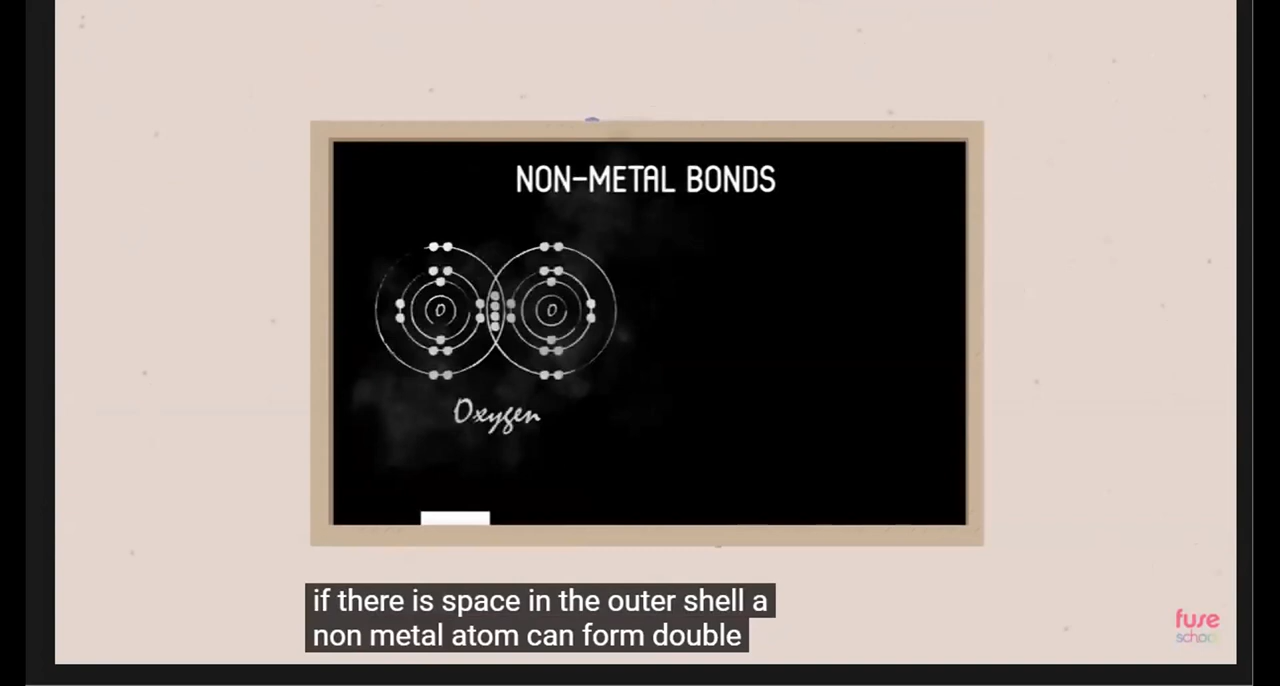 NON-METAL BONDS
O O
Oxygen
if there is space in the outer shell a
non metal atom can form double
fuse
school